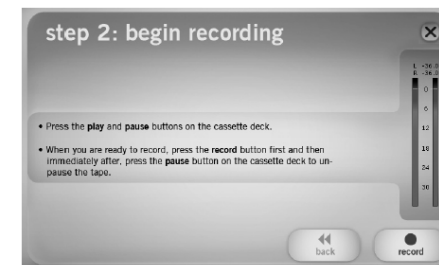 step 2: begin recording
L -36.
R -36.
0
6
12
18
24
30
• Press the play and pause buttons on the cassette deck.
• When you are ready to record, press the record button first and then
immediately after, press the pause button on the cassette deck to un-
pause the tape.
back
record